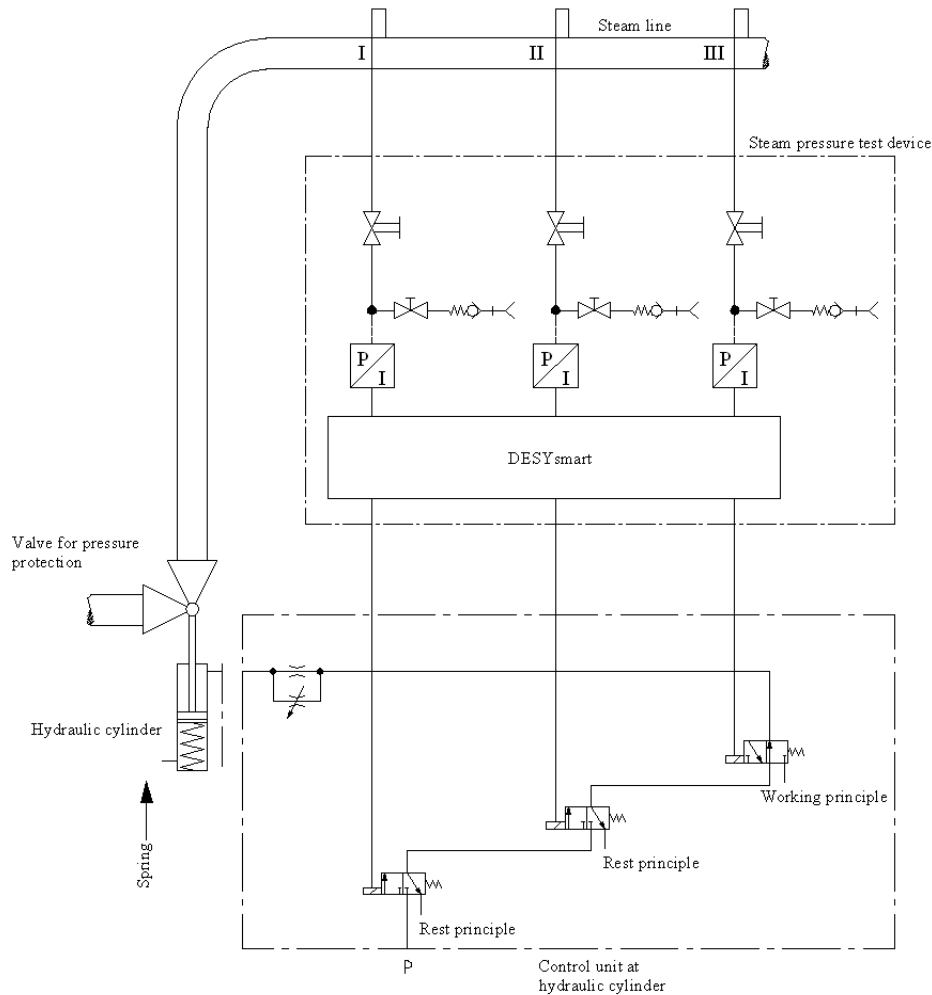 Steam line
I
II
III
Steam pressure test device
P
I
P
I
P
I
DESYsmart
Valve for pressure
protection
Hydraulic cylinder
Working principle
Rest principle
Spring
Rest principle
P
Control unit at
hydraulic cylinder